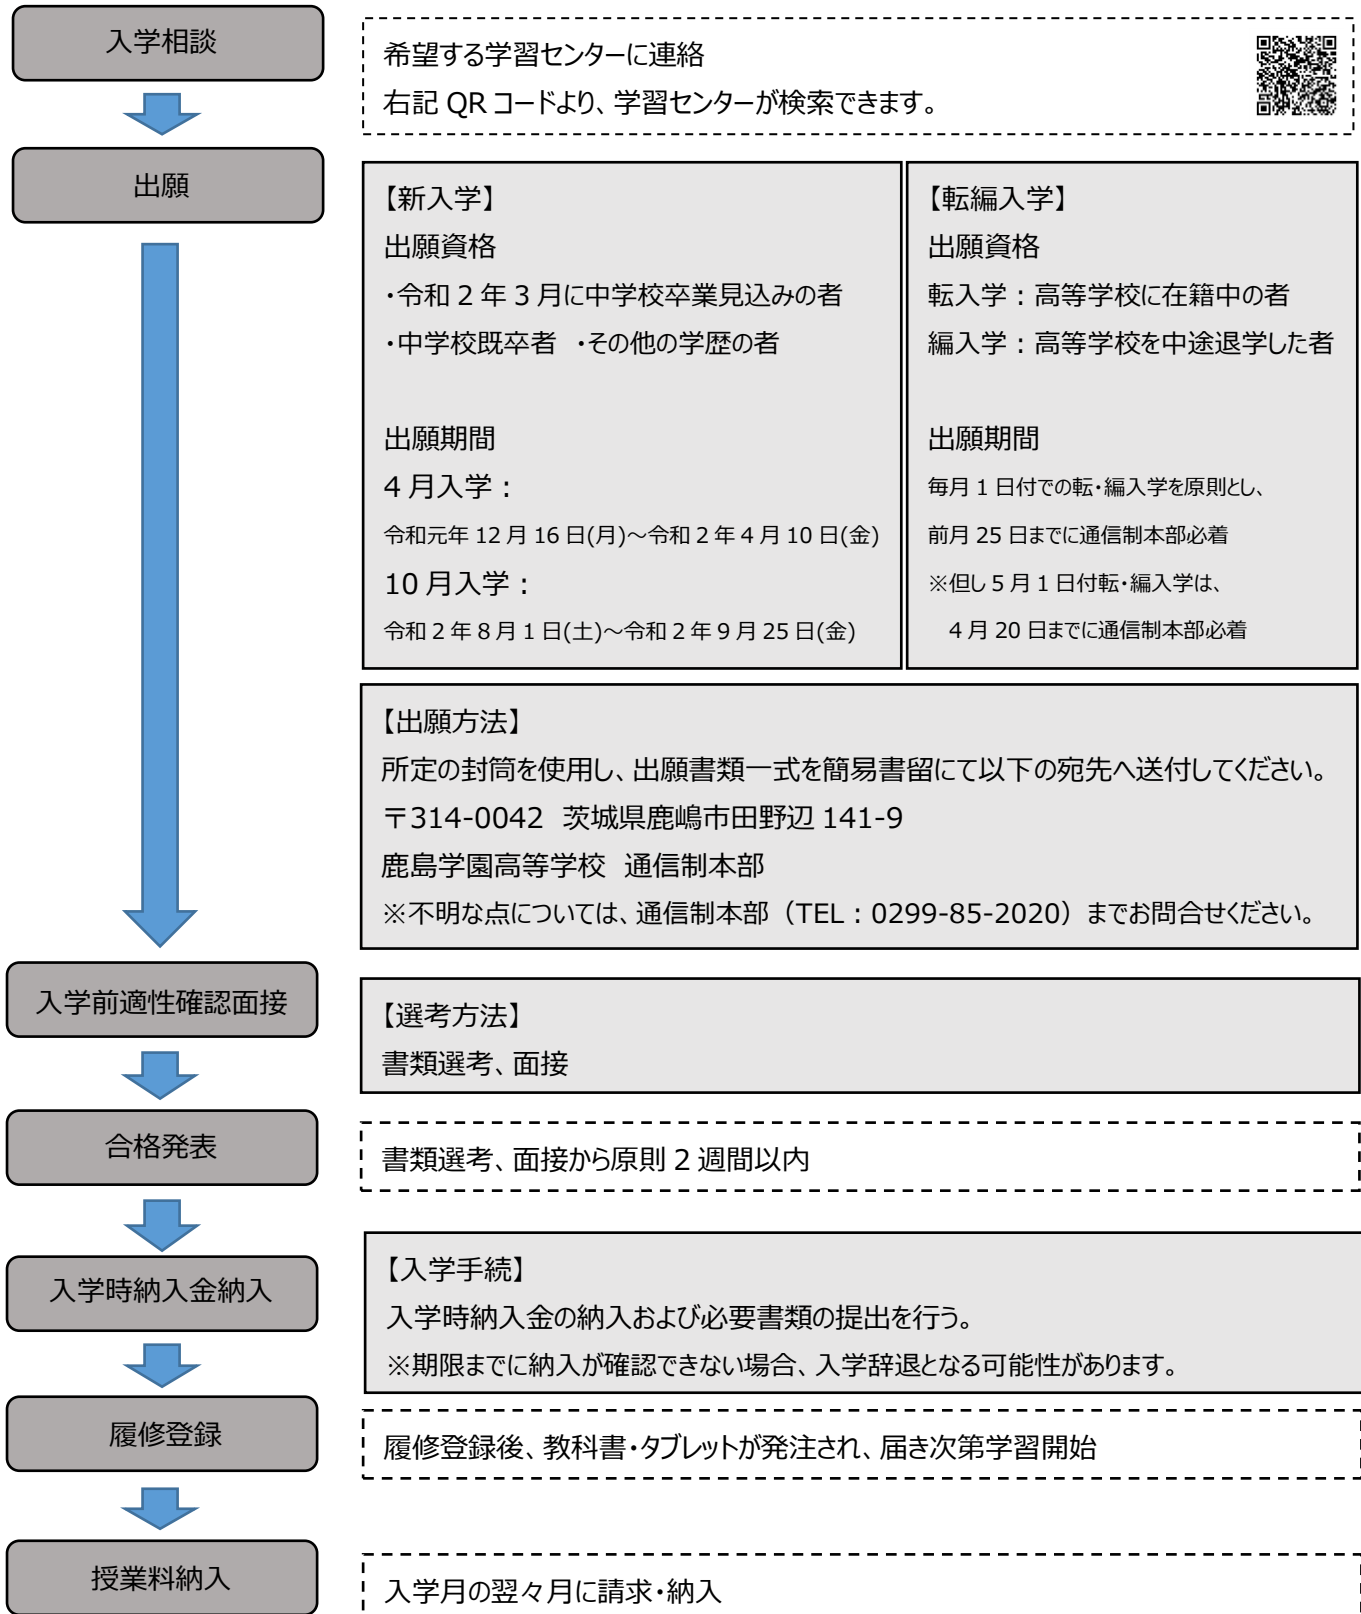 入学相談
希望する学習センターに連絡
右記 QR コードより、学習センターが検索できます。
出願
【新入学】
出願資格
・令和 2 年 3 月に中学校卒業見込みの者
・中学校既卒者 ・その他の学歴の者
出願期間
4 月入学：
令和元年 12 月 16 日(月)～令和 2 年 4 月 10 日(金)
10 月入学：
令和 2 年 8 月 1 日(土)～令和 2 年 9 月 25 日(金)
【転編入学】
出願資格
転入学：高等学校に在籍中の者
編入学：高等学校を中途退学した者
出願期間
毎月 1 日付での転・編入学を原則とし、
前月 25 日までに通信制本部必着
※但し 5 月 1 日付転・編入学は、
4 月 20 日までに通信制本部必着
【出願方法】
所定の封筒を使用し、出願書類一式を簡易書留にて以下の宛先へ送付してください。
〒314-0042 茨城県鹿嶋市田野辺 141-9
鹿島学園高等学校 通信制本部
※不明な点については、通信制本部（TEL：0299-85-2020）までお問合せください。
入学前適性確認面接
【選考方法】
書類選考、面接
合格発表
書類選考、面接から原則 2 週間以内
入学時納入金納入
【入学手続】
入学時納入金の納入および必要書類の提出を行う。
※期限までに納入が確認できない場合、入学辞退となる可能性があります。
履修登録
履修登録後、教科書・タブレットが発注され、届き次第学習開始
授業料納入
入学月の翌々月に請求・納入